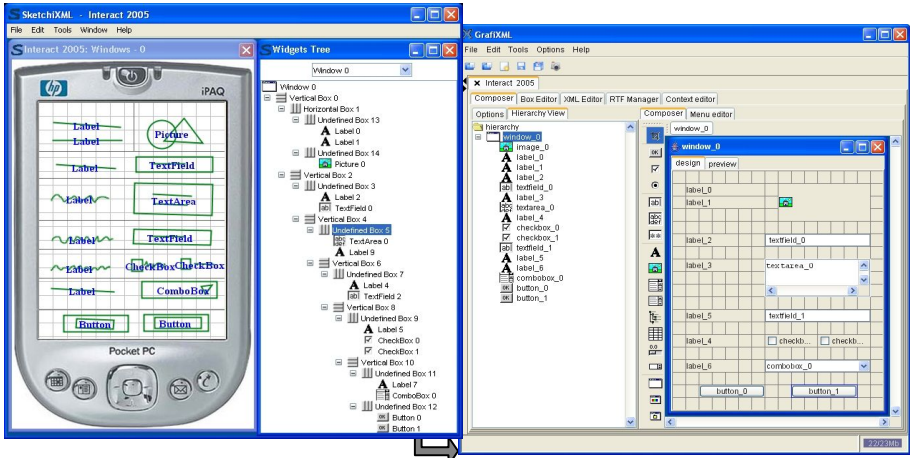 SketchiXML - Interact 2005
File Edit Tools Window Help
Interact 2005: Windows - 0
hp
iPAQ
Label
Label
Picture
Label
TextField
Label
TextArea
Label
TextField
Label
CheckBox
CheckBox
Label
ComboBox
Button
Button
Pocket PC
Widgets Tree
Window 0
Window 0
Vertical Box 0
Horizontal Box 1
Undefined Box 13
Label 0
Label 1
Undefined Box 14
Picture 0
Vertical Box 2
Undefined Box 3
Label 2
TextField 0
Vertical Box 4
Undefined Box 5
TextArea 0
Label 9
Vertical Box 6
Undefined Box 7
Label 4
TextField 2
Vertical Box 8
Undefined Box 9
Label 5
CheckBox 0
CheckBox 1
Vertical Box 10
Undefined Box 11
Label 7
ComboBox 0
Undefined Box 12
Button 0
Button 1
GrafiXML
File Edit Tools Options Help
Interact 2005
Composer Box Editor XML Editor RTF Manager Context editor
Options Hierarchy View
hierarchy
window_0
image_0
label_0
label_1
label_2
textfield_0
label_3
textarea_0
label_4
checkbox_0
checkbox_1
textfield_1
label_5
label_6
combobox_0
button_0
button_1
Composer Menu editor
window_0
window_0
design preview
label_0
label_1
label_2
textfield_0
label_3
textarea_0
label_5
textfield_1
label_4
checkb...
checkb...
label_6
combobox_0
button_0
button_1
22/23Mb